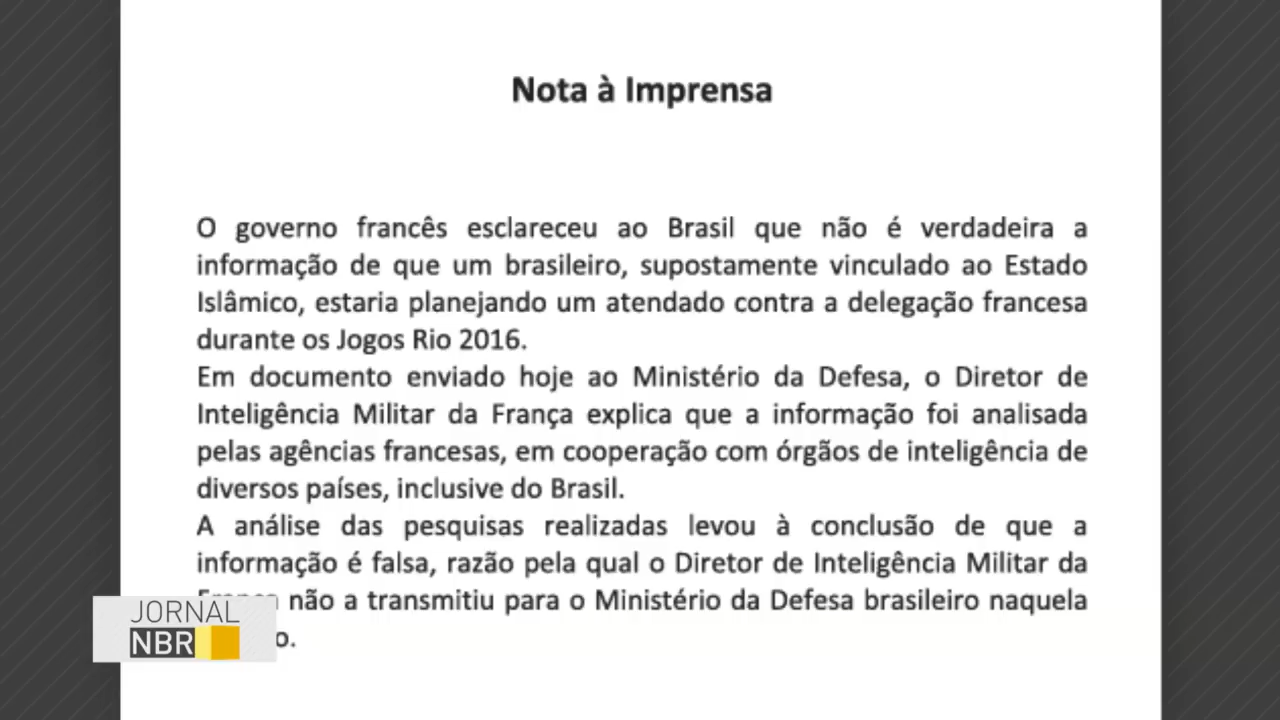 Nota à Imprensa
O governo francês esclareceu ao Brasil que não é verdadeira a
informação de que um brasileiro, supostamente vinculado ao Estado
Islâmico, estaria planejando um atendado contra a delegação francesa
durante os Jogos Rio 2016.
Em documento enviado hoje ao Ministério da Defesa, o Diretor de
Inteligência Militar da França explica que a informação foi analisada
pelas agências francesas, em cooperação com órgãos de inteligência de
diversos países, inclusive do Brasil.
A análise das pesquisas realizadas levou à conclusão de que a
informação é falsa, razão pela qual o Diretor de Inteligência Militar da
não a transmitiu para o Ministério da Defesa brasileiro naquela
JORNAL
NBR